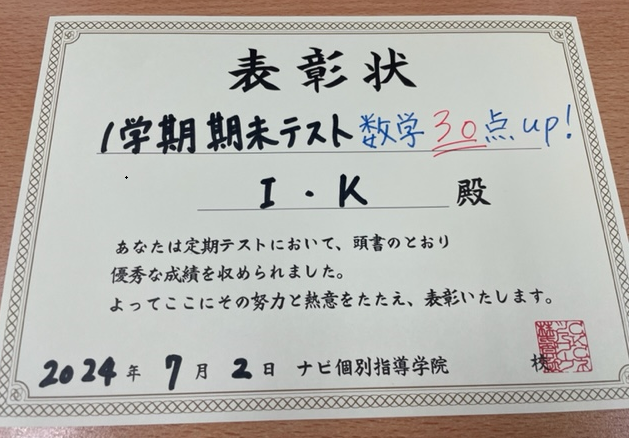 表彰状
1学期期末テスト数学30点up!
I・K 殿
あなたは定期テストにおいて、頭書のとおり
優秀な成績を収められました。
よってここにその努力と熱意をたたえ、表彰いたします。
2024年 7月 2日 ナビ個別指導学院 校